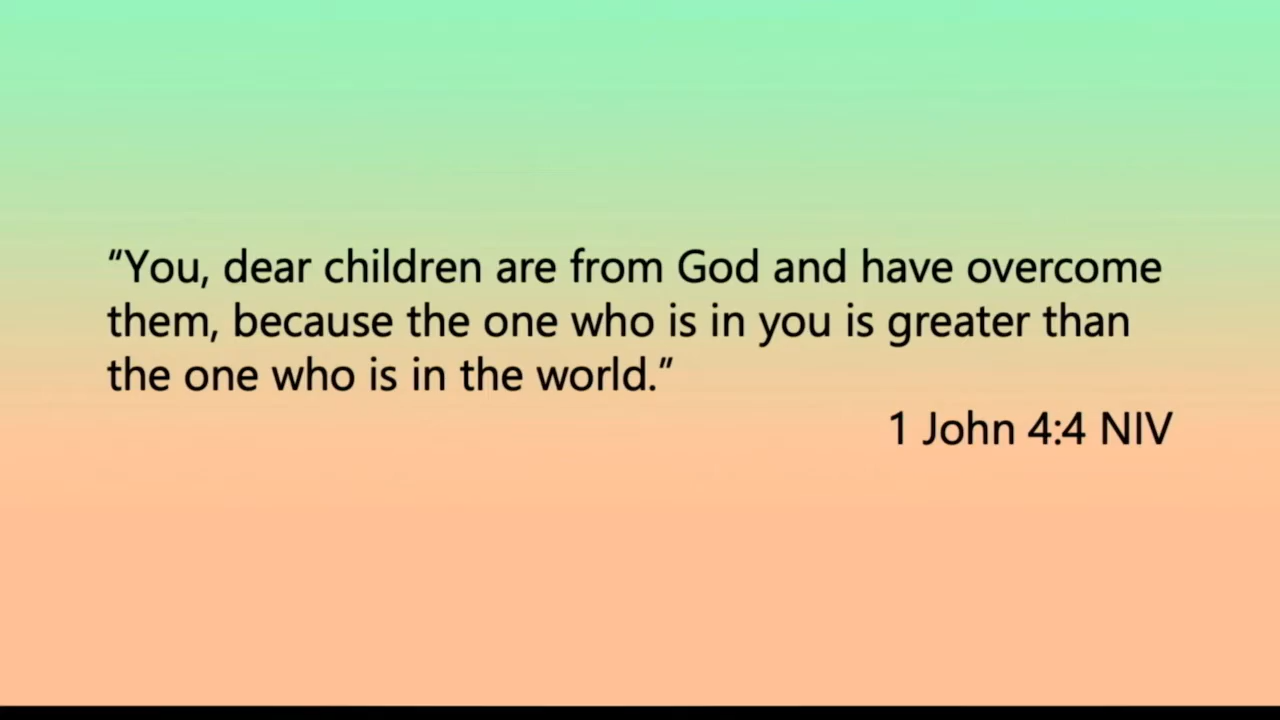 “You, dear children are from God and have overcome
them, because the one who is in you is greater than
the one who is in the world.”
1 John 4:4 NIV